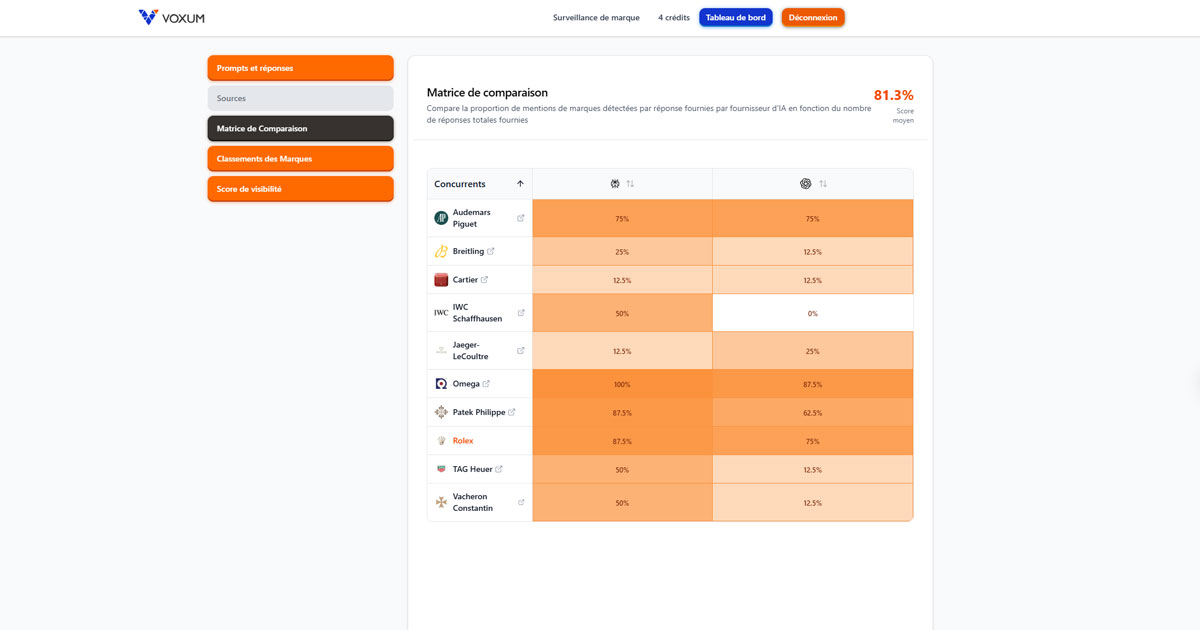 VOXUM
Surveillance de marque
4 crédits
Tableau de bord
Déconnexion
Prompts et réponses
Sources
Matrice de Comparaison
Classements des Marques
Score de visibilité
Matrice de comparaison
Compare la proportion de mentions de marques détectées par réponse fournies par fournisseur d'IA en fonction du nombre
de réponses totales fournies
81.3%
Score
moyen
Concurrents
Audemars
Piguet
75%
75%
Breitling
25%
12.5%
Cartier
12.5%
12.5%
IWC
IWC
Schaffhausen
50%
0%
Jaeger-
LeCoultre
12.5%
25%
Omega
100%
87.5%
Patek Philippe
87.5%
62.5%
Rolex
87.5%
75%
TAG Heuer
50%
12.5%
Vacheron
Constantin
50%
12.5%